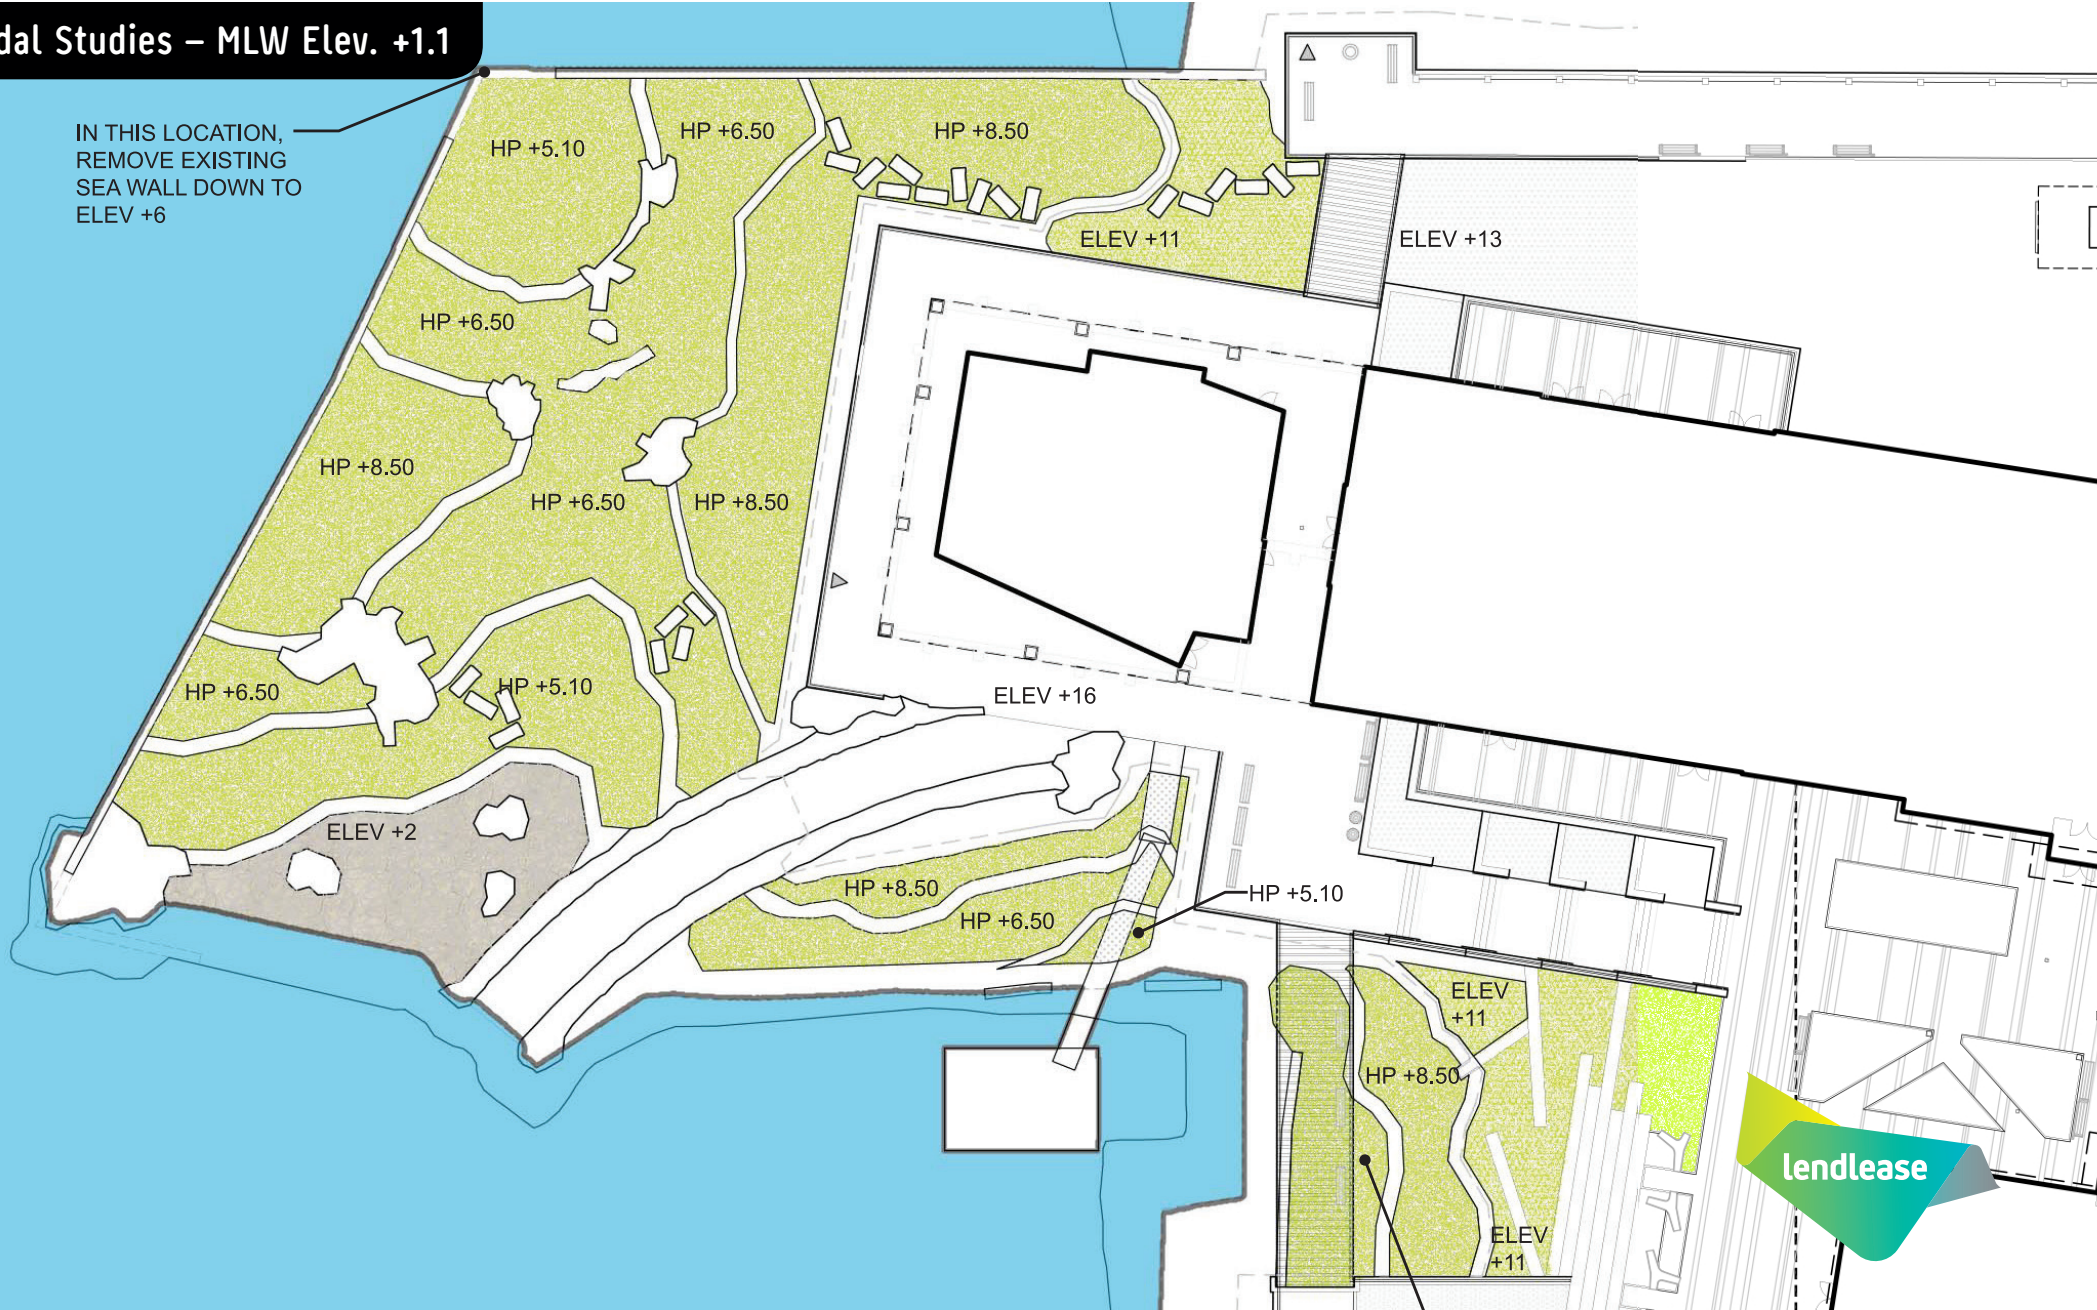 dal Studies – MLW Elev. +1.1
IN THIS LOCATION,
REMOVE EXISTING
SEA WALL DOWN TO
ELEV +6
HP +5.10
HP +6.50
HP +8.50
ELEV +11
ELEV +13
HP +6.50
HP +8.50
HP +6.50
HP +8.50
HP +6.50
HP +5.10
ELEV +16
ELEV +2
HP +8.50
HP +6.50
HP +5.10
ELEV
+11
HP +8.50
ELEV
+11
lendlease